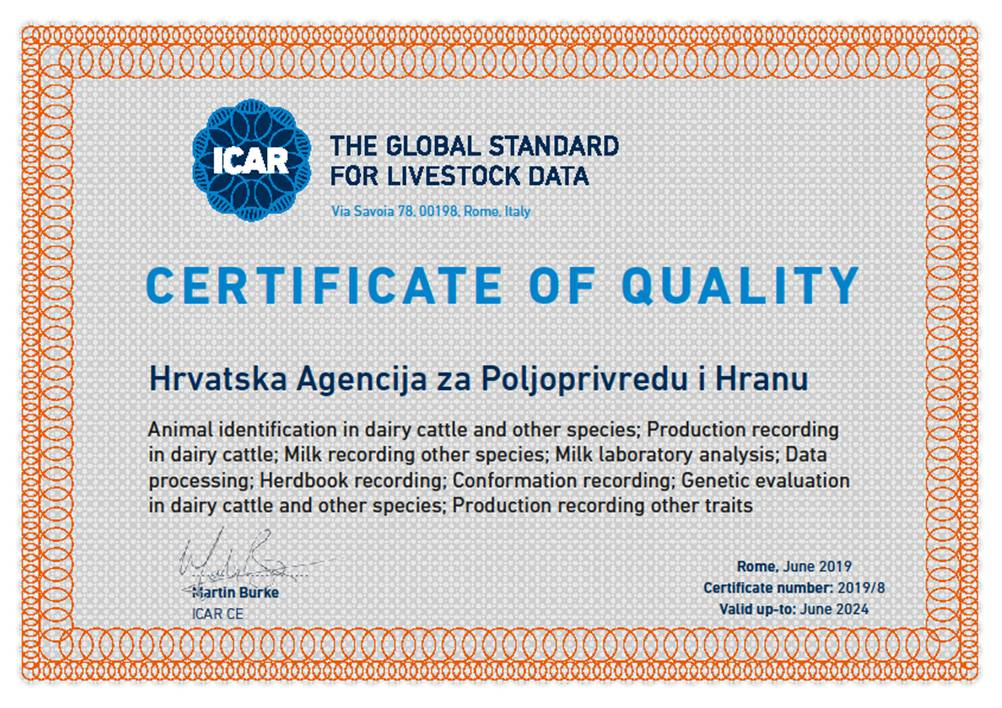 ICAR
THE GLOBAL STANDARD
FOR LIVESTOCK DATA
Via Savoia 78, 00198, Rome, Italy
CERTIFICATE OF QUALITY
Hrvatska Agencija za Poljoprivredu i Hranu
Animal identification in dairy cattle and other species; Production recording
in dairy cattle; Milk recording other species; Milk laboratory analysis; Data
processing; Herdbook recording; Conformation recording; Genetic evaluation
in dairy cattle and other species; Production recording other traits
Martin Burke
ICAR CE
Rome, June 2019
Certificate number: 2019/8
Valid up-to: June 2024